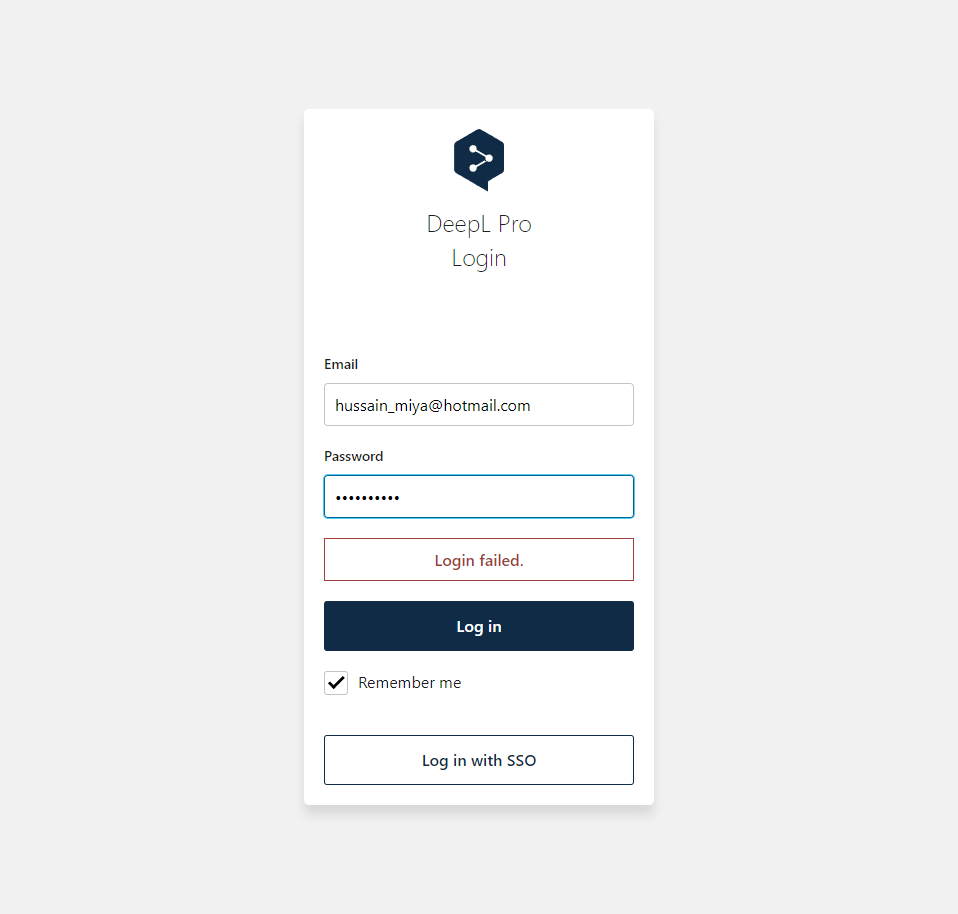 DeepL Pro
Login
Email
hussain_miya@hotmail.com
Password
••••••••••
Login failed.
Log in
Remember me
Log in with SSO